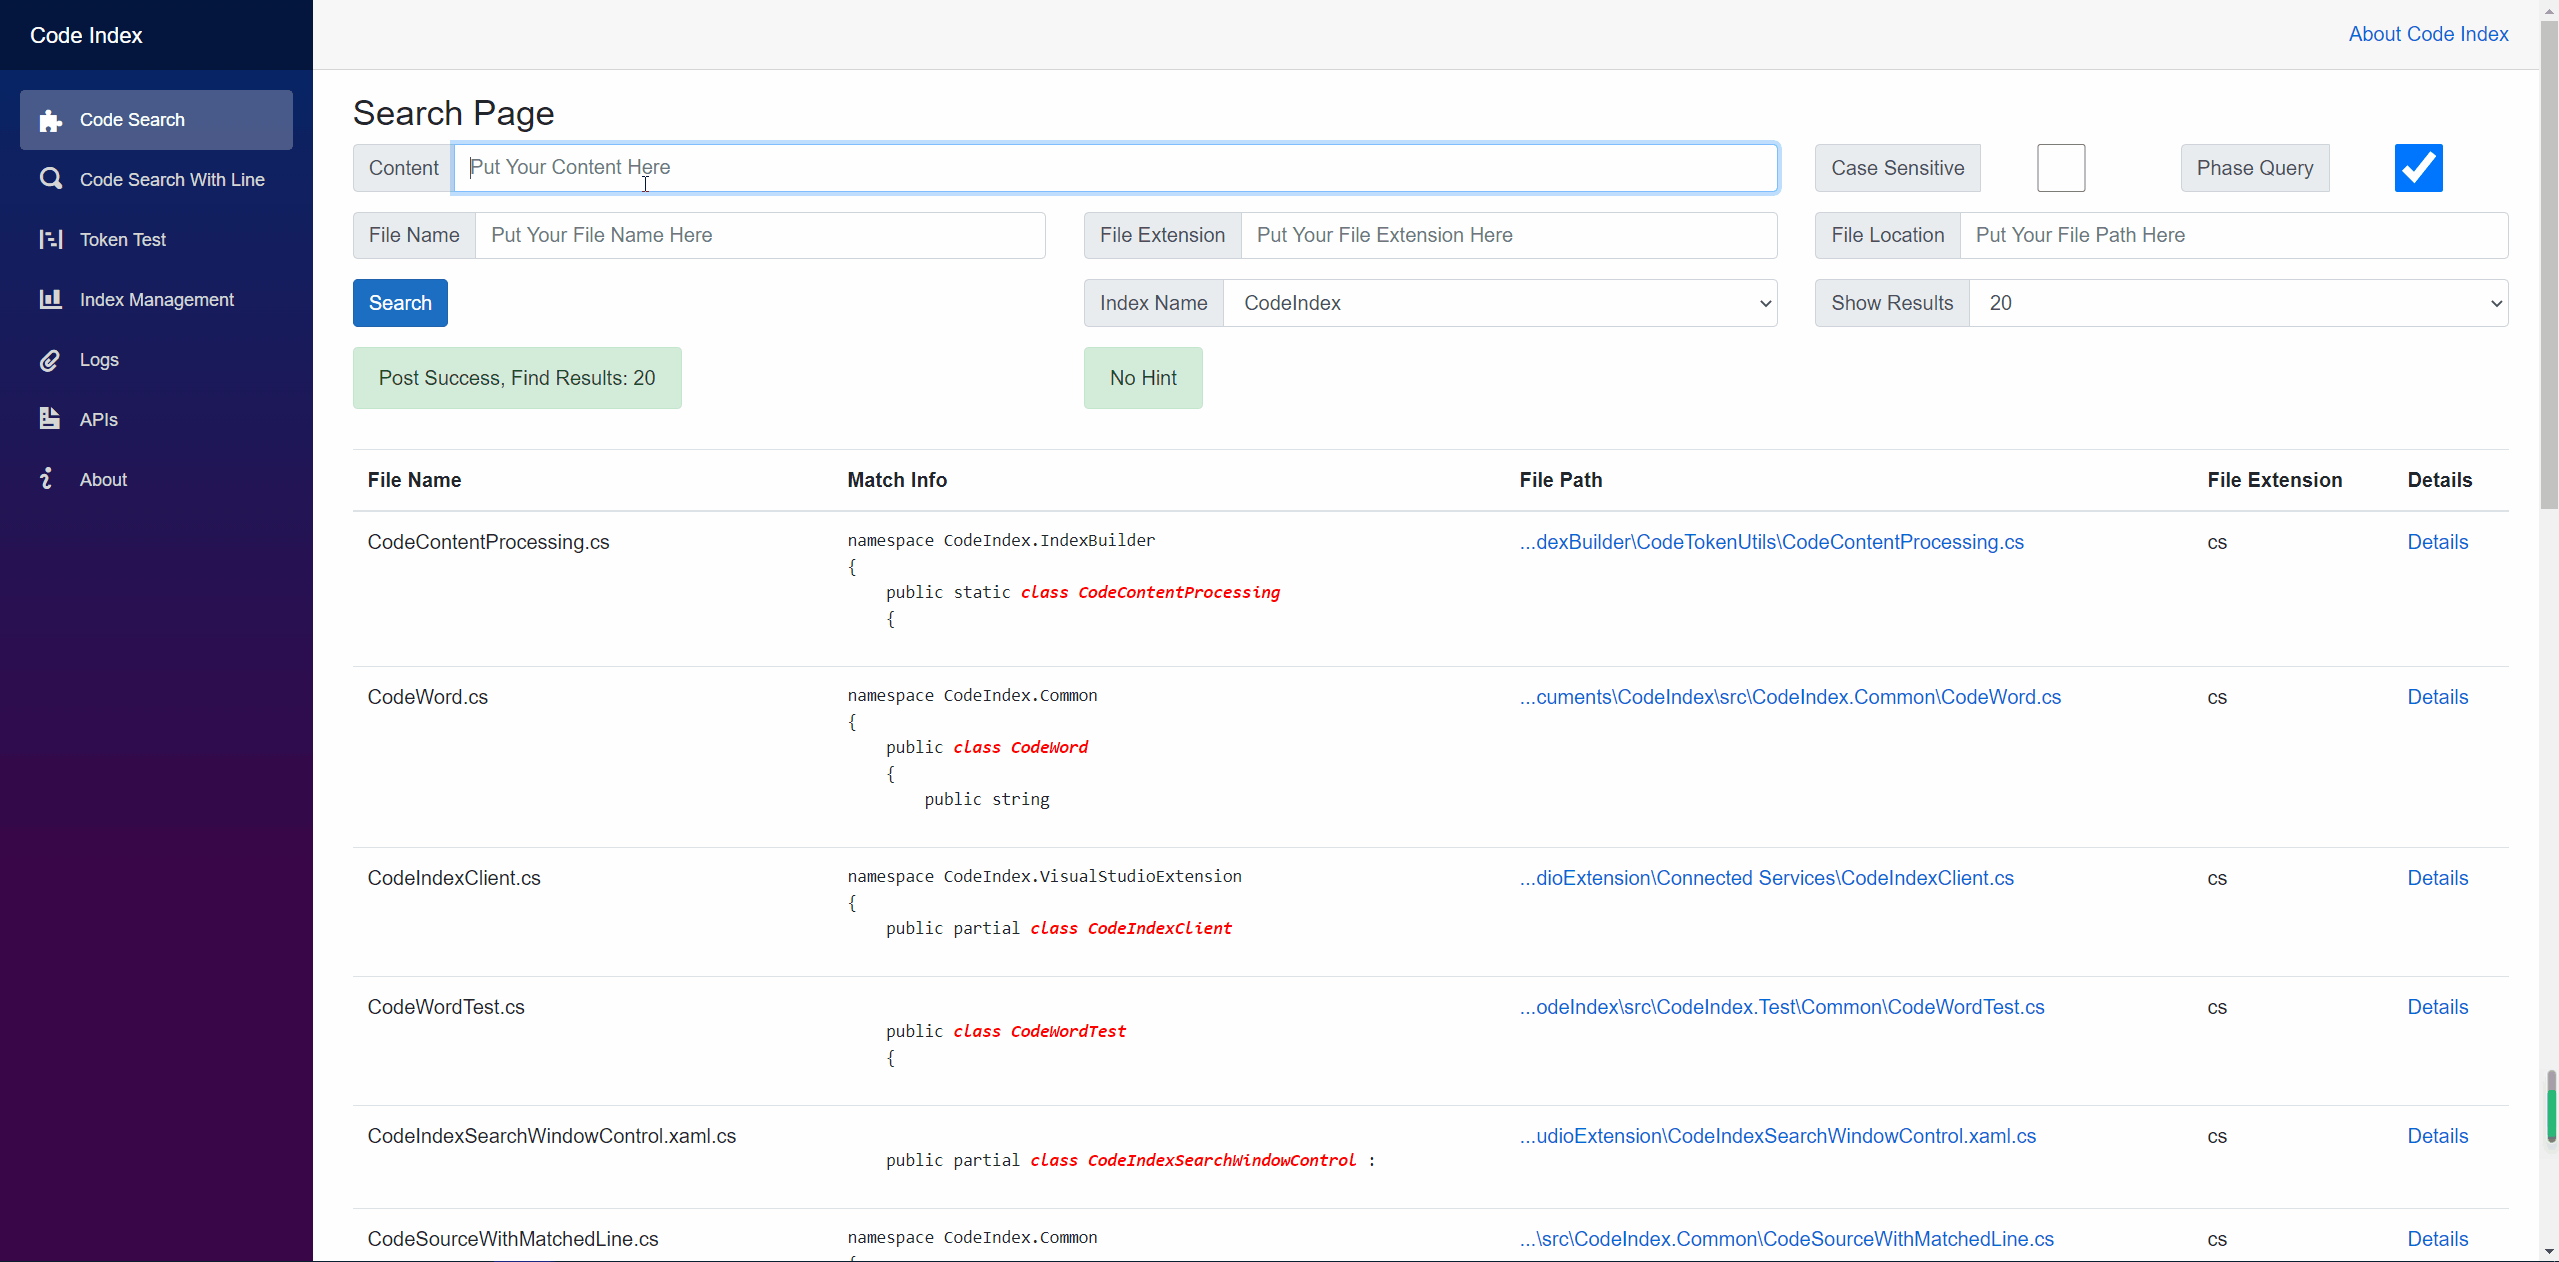 Code Index
About Code Index
Code Search
Code Search With Line
Token Test
Index Management
Logs
APIs
About
Search Page
Content Put Your Content Here Case Sensitive Phase Query
File Name Put Your File Name Here File Extension Put Your File Extension Here File Location Put Your File Path Here
Search Index Name CodeIndex Show Results 20
Post Success, Find Results: 20 No Hint
File Name Match Info File Path File Extension Details
CodeContentProcessing.cs namespace CodeIndex.IndexBuilder ...dexBuilder\CodeTokenUtils\CodeContentProcessing.cs cs Details
{
public static class CodeContentProcessing
{
CodeWord.cs namespace CodeIndex.Common ...cuments\CodeIndex\src\CodeIndex.Common\CodeWord.cs cs Details
{
public class CodeWord
{
public string
CodeIndexClient.cs namespace CodeIndex.VisualStudioExtension ...dioExtension\Connected Services\CodeIndexClient.cs cs Details
{
public partial class CodeIndexClient
CodeWordTest.cs ...odeIndex\src\CodeIndex.Test\Common\CodeWordTest.cs cs Details
public class CodeWordTest
{
CodeIndexSearchWindowControl.xaml.cs ...udioExtension\CodeIndexSearchWindowControl.xaml.cs cs Details
public partial class CodeIndexSearchWindowControl :
CodeSourceWithMatchedLine.cs namespace CodeIndex.Common ...\src\CodeIndex.Common\CodeSourceWithMatchedLine.cs cs Details
{